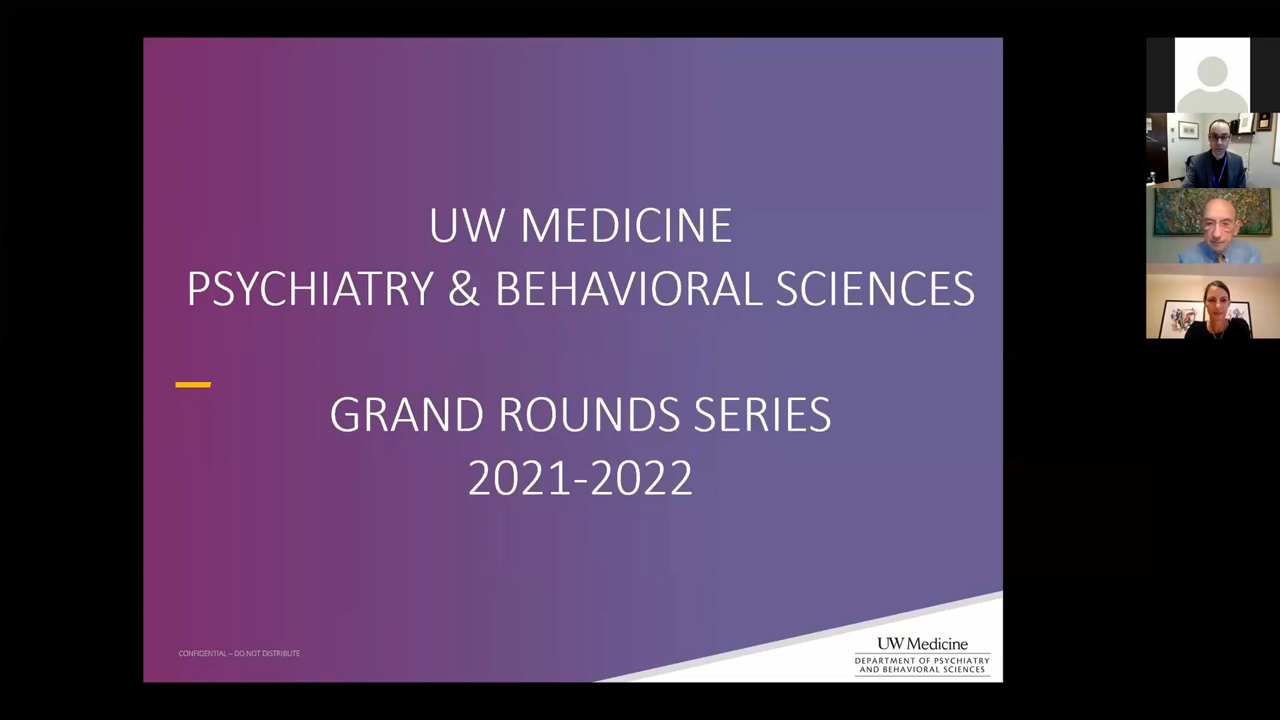 UW MEDICINE
PSYCHIATRY & BEHAVIORAL SCIENCES
GRAND ROUNDS SERIES
2021-2022
CONFIDENTIAL – DO NOT DISTRIBUTE
UW Medicine
DEPARTMENT OF PSYCHIATRY
AND BEHAVIORAL SCIENCES